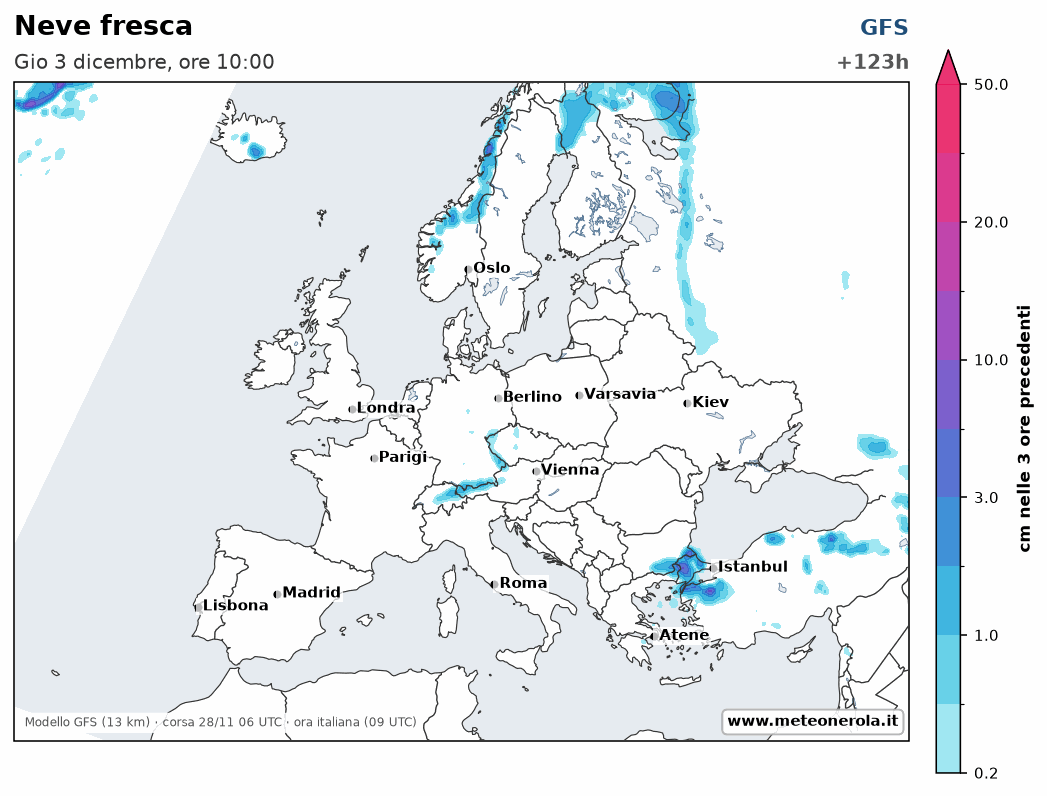 Neve fresca
GFS
Gio 3 dicembre, ore 10:00
+123h
50.0
20.0
10.0
3.0
1.0
0.2
cm nelle 3 ore precedenti
Oslo
Berlino
Varsavia
Kiev
Londra
Parigi
Vienna
Istanbul
Roma
Madrid
Lisbona
Atene
Modello GFS (13 km) · corsa 28/11 06 UTC · ora italiana (09 UTC)
www.meteonerola.it